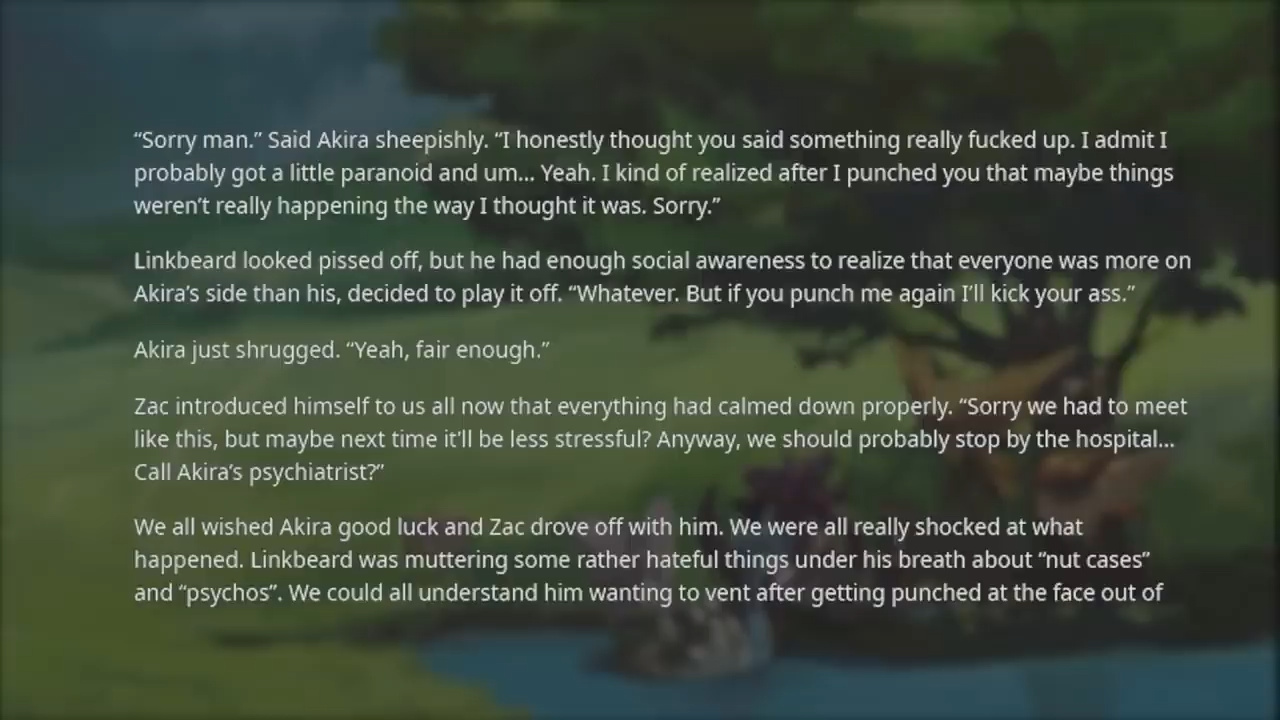 “Sorry man.” Said Akira sheepishly. “I honestly thought you said something really fucked up. I admit I
probably got a little paranoid and um... Yeah. I kind of realized after I punched you that maybe things
weren’t really happening the way I thought it was. Sorry.”
Linkbeard looked pissed off, but he had enough social awareness to realize that everyone was more on
Akira’s side than his, decided to play it off. “Whatever. But if you punch me again I’ll kick your ass.”
Akira just shrugged. “Yeah, fair enough.”
Zac introduced himself to us all now that everything had calmed down properly. “Sorry we had to meet
like this, but maybe next time it’ll be less stressful? Anyway, we should probably stop by the hospital...
Call Akira’s psychiatrist?”
We all wished Akira good luck and Zac drove off with him. We were all really shocked at what
happened. Linkbeard was muttering some rather hateful things under his breath about “nut cases”
and “psychos”. We could all understand him wanting to vent after getting punched at the face out of